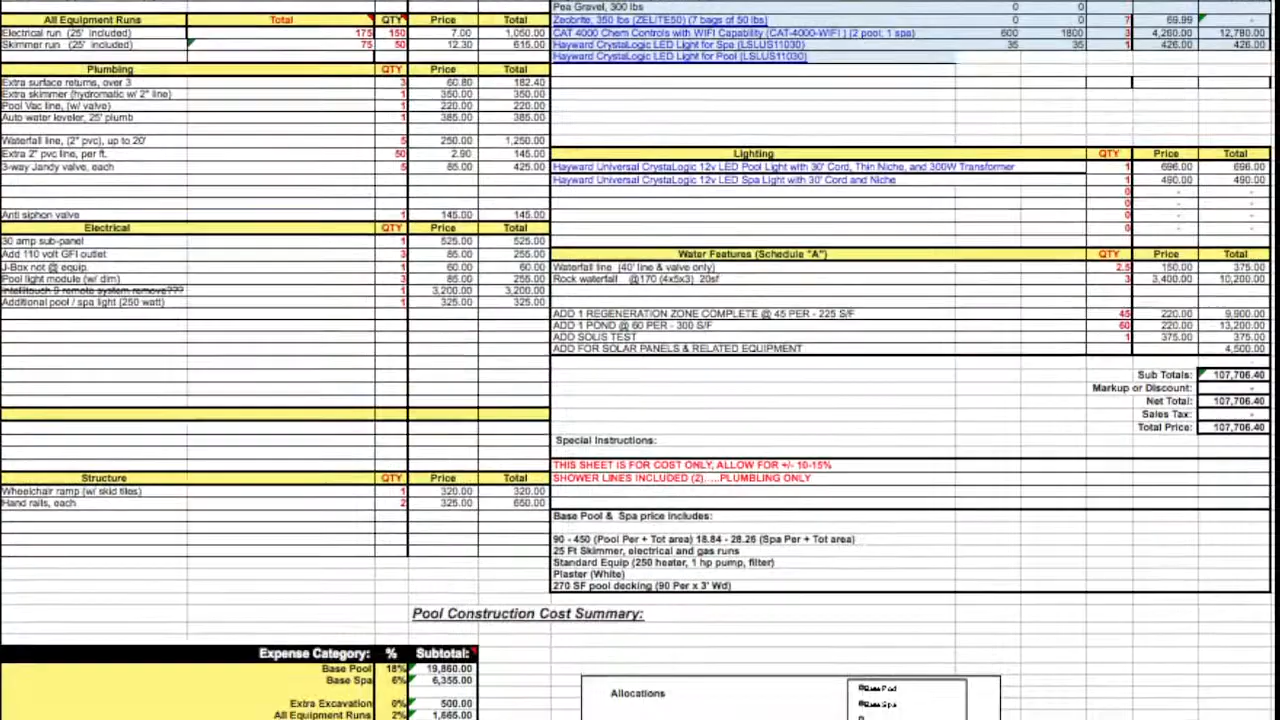 Pea Gravel, 300 lbs 0 0
All Equipment Runs Total QTY Price Total
Electrical run (25' included) 175 150 7.00 1,050.00
Skimmer run (25' included) 75 50 12.30 615.00
Zeobrite, 350 lbs (ZELITE50) (7 bags of 50 lbs) 0 0 7 69.99 -
CAT 4000 Chem Controls with WIFI Capability (CAT-4000-WIFI ) (2 pool, 1 spa) 600 1800 3 4,260.00 12,780.00
Hayward CrystaLogic LED Light for Spa (LSLUS11030) 35 35 1 426.00 426.00
Hayward CrystaLogic LED Light for Pool (LSLUS11030)
Plumbing QTY Price Total
Extra surface returns, over 3 3 60.80 182.40
Extra skimmer (hydromatic w/ 2" line) 1 350.00 350.00
Pool Vac line, (w/ valve) 1 220.00 220.00
Auto water leveler, 25' plumb 1 385.00 385.00
Waterfall line, (2" pvc), up to 20' 5 250.00 1,250.00
Extra 2" pvc line, per ft. 50 2.90 145.00
3-way Jandy valve, each 5 85.00 425.00
Anti siphon valve 1 145.00 145.00
Lighting QTY Price Total
Hayward Universal CrystaLogic 12v LED Pool Light with 30' Cord, Thin Niche, and 300W Transformer 1 696.00 696.00
Hayward Universal CrystaLogic 12v LED Spa Light with 30' Cord and Niche 1 490.00 490.00
0 - -
0 - -
0 - -
0 - -
Electrical QTY Price Total
30 amp sub-panel 1 525.00 525.00
Add 110 volt GFI outlet 3 85.00 255.00
J-Box not @ equip. 1 60.00 60.00
Pool light module (w/ dim) 3 85.00 255.00
Intellitouch 9 remote system remove??? 1 3,200.00 3,200.00
Additional pool / spa light (250 watt) 1 325.00 325.00
Water Features (Schedule "A") QTY Price Total
Waterfall line (40' line & valve only) 2.5 150.00 375.00
Rock waterfall @170 (4x5x3) 20sf 3 3,400.00 10,200.00
ADD 1 REGENERATION ZONE COMPLETE @ 45 PER - 225 S/F 45 220.00 9,900.00
ADD 1 POND @ 60 PER - 300 S/F 60 220.00 13,200.00
ADD SOLIS TEST 1 375.00 375.00
ADD FOR SOLAR PANELS & RELATED EQUIPMENT 4,500.00
-
Sub Totals: 107,706.40
Markup or Discount: -
Net Total: 107,706.40
Sales Tax: -
Total Price: 107,706.40
Special Instructions:
THIS SHEET IS FOR COST ONLY, ALLOW FOR +/- 10-15%
SHOWER LINES INCLUDED (2).....PLUMBING ONLY
Structure QTY Price Total
Wheelchair ramp (w/ skid tiles) 1 320.00 320.00
Hand rails, each 2 325.00 650.00
Base Pool & Spa price includes:
90 - 450 (Pool Per + Tot area) 18.84 - 28.26 (Spa Per + Tot area)
25 Ft Skimmer, electrical and gas runs
Standard Equip (250 heater, 1 hp pump, filter)
Plaster (White)
270 SF pool decking (90 Per x 3' Wd)
Pool Construction Cost Summary:
Expense Category: % Subtotal:
Base Pool 18% 19,860.00
Base Spa 6% 6,355.00
Extra Excavation 0% 500.00
All Equipment Runs 2% 1,665.00
Allocations
Base Pool
Base Spa